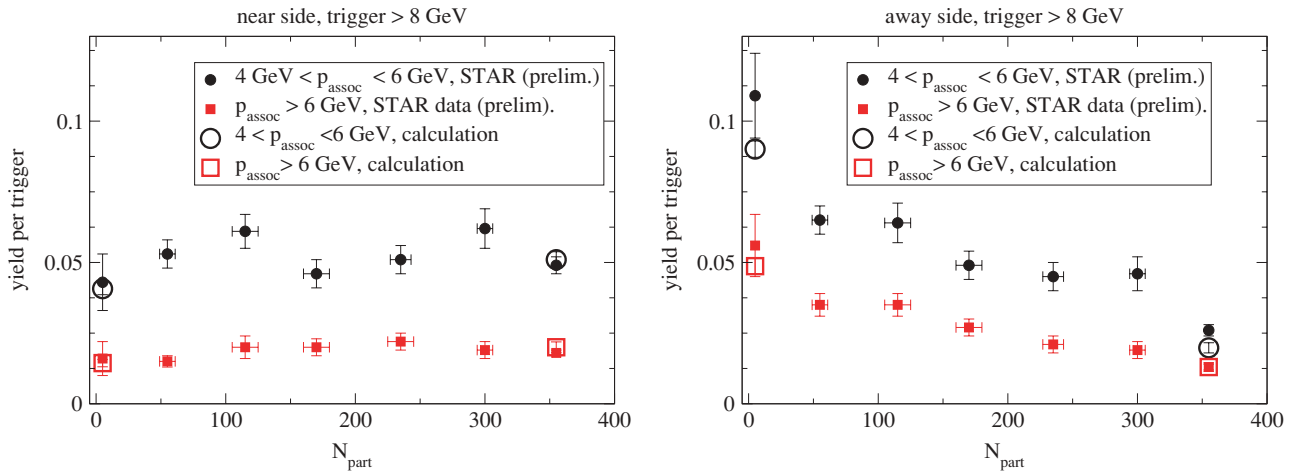 near side, trigger > 8 GeV
4 GeV < p_assoc < 6 GeV, STAR (prelim.)
p_assoc > 6 GeV, STAR data (prelim).
4 < p_assoc <6 GeV, calculation
p_assoc > 6 GeV, calculation
yield per trigger
0.1
0.05
0
0
100
200
300
400
N_part
away side, trigger > 8 GeV
4 < p_assoc < 6 GeV, STAR (prelim.)
p_assoc > 6 GeV, STAR data (prelim).
4 < p_assoc <6 GeV, calculation
p_assoc > 6 GeV, calculation
yield per trigger
0.1
0.05
0
0
100
200
300
400
N_part